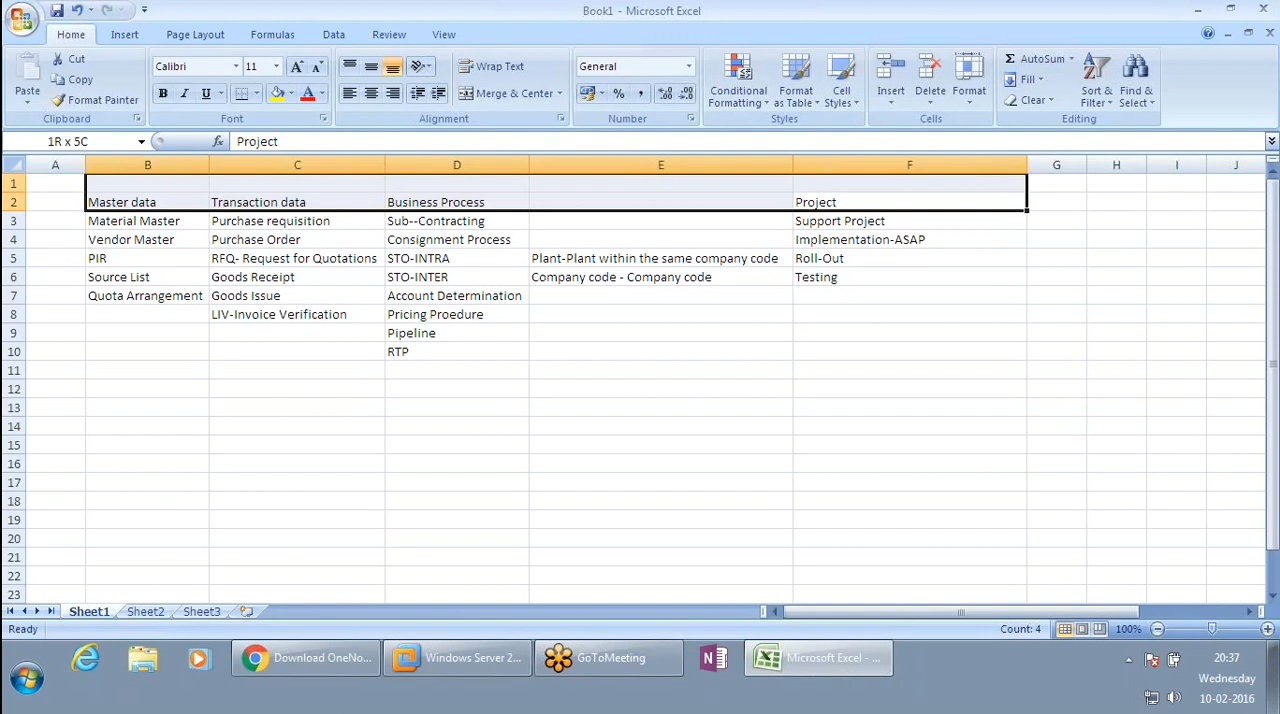 Book1 - Microsoft Excel
Home Insert Page Layout Formulas Data Review View
Paste Cut Copy Format Painter Clipboard
Calibri 11 A A B I U A Font
Wrap Text Merge & Center Alignment
General % , Number
Conditional Formatting Format as Table Cell Styles Styles
Insert Delete Format Cells
Σ AutoSum Fill Clear Sort & Filter Find & Select Editing
1R x 5C fx Project
A B C D E F G H I J
1
2 Master data Transaction data Business Process Project
3 Material Master Purchase requisition Sub--Contracting Support Project
4 Vendor Master Purchase Order Consignment Process Implementation-ASAP
5 PIR RFQ- Request for Quotations STO-INTRA Plant-Plant within the same company code Roll-Out
6 Source List Goods Receipt STO-INTER Company code - Company code Testing
7 Quota Arrangement Goods Issue Account Determination
8 LIV-Invoice Verification Pricing Proedure
9 Pipeline
10 RTP
11
12
13
14
15
16
17
18
19
20
21
22
23
Sheet1 Sheet2 Sheet3
Ready Count: 4 100%
Download OneNo... Windows Server 2... GoToMeeting Microsoft Excel - ... 20:37
Wednesday
10-02-2016